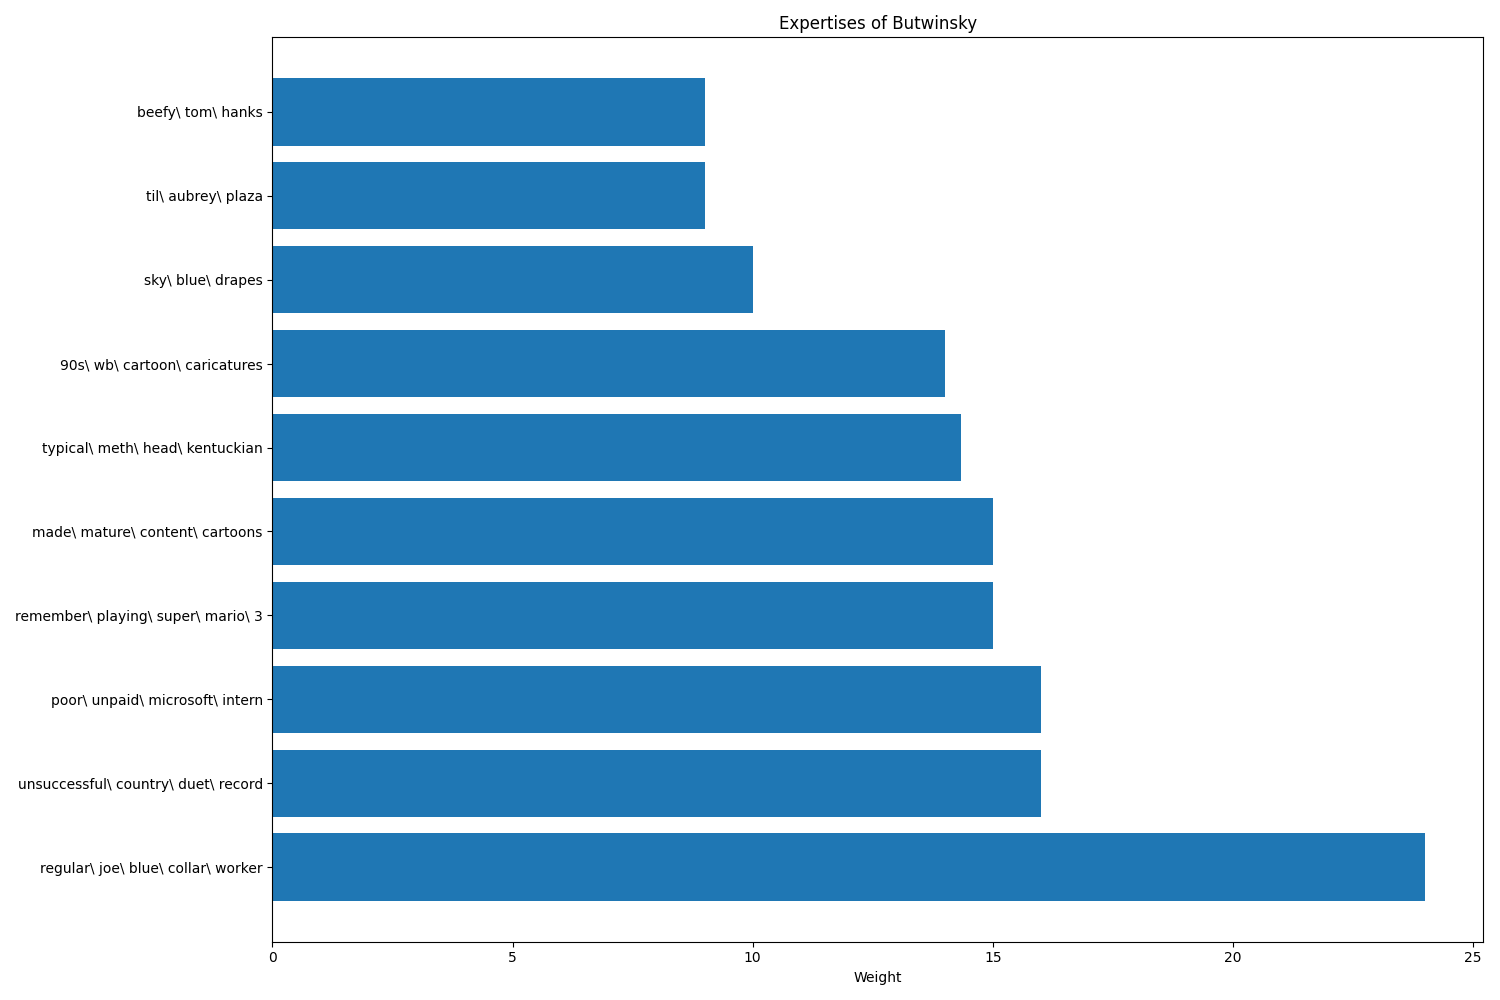 Expertises of Butwinsky
beefy\ tom\ hanks
til\ aubrey\ plaza
sky\ blue\ drapes
90s\ wb\ cartoon\ caricatures
typical\ meth\ head\ kentuckian
made\ mature\ content\ cartoons
remember\ playing\ super\ mario\ 3
poor\ unpaid\ microsoft\ intern
unsuccessful\ country\ duet\ record
regular\ joe\ blue\ collar\ worker
0 5 10 15 20 25
Weight